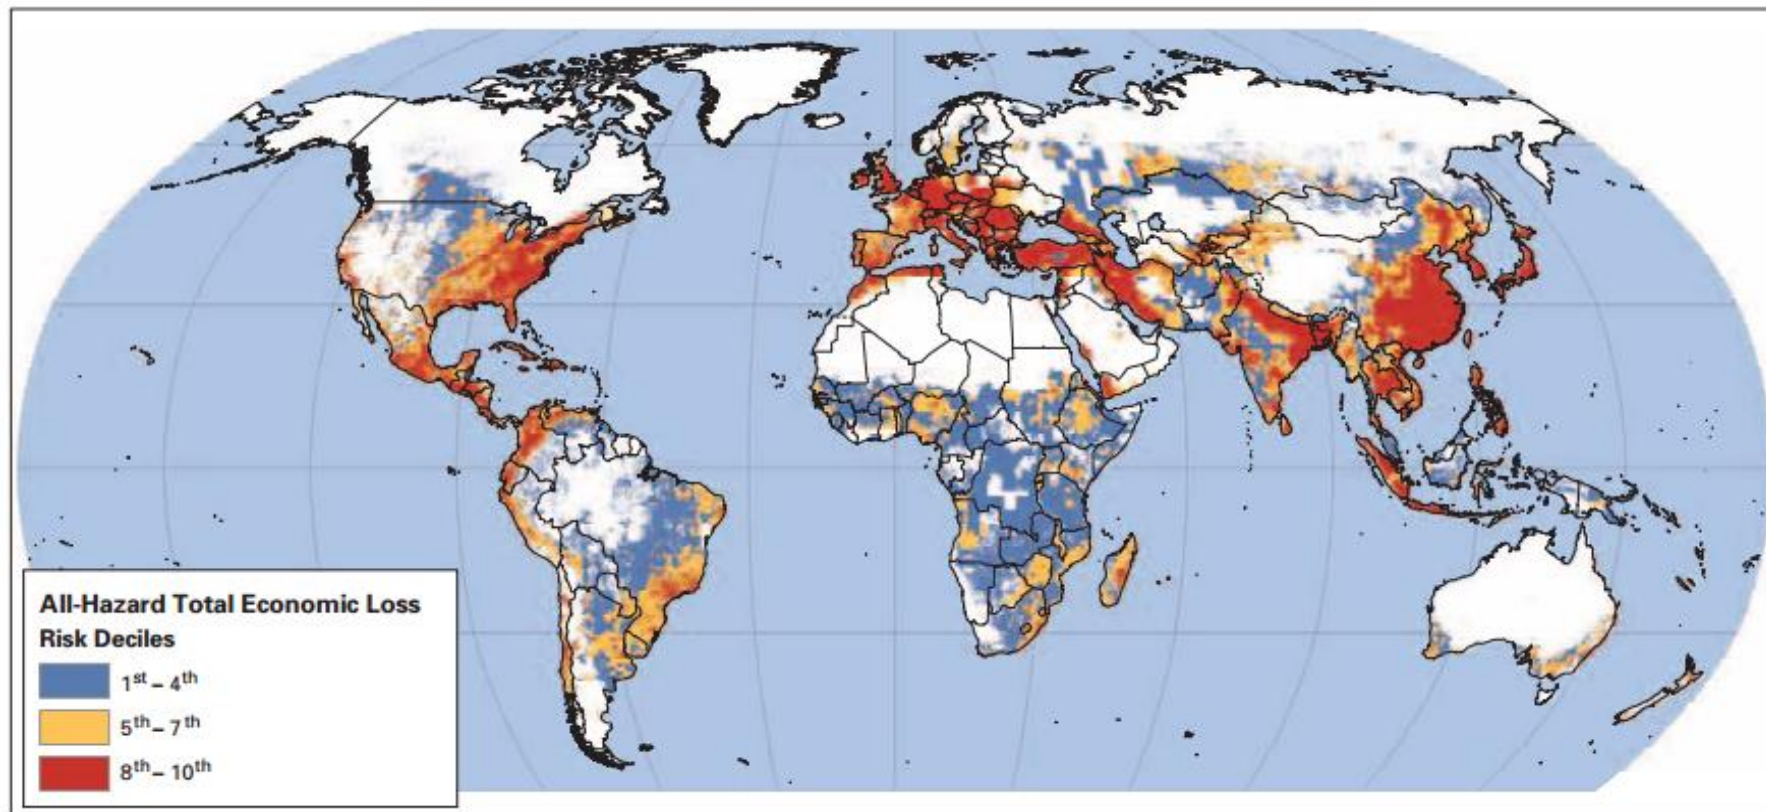 All-Hazard Total Economic Loss
Risk Deciles
1st – 4th
5th – 7th
8th – 10th